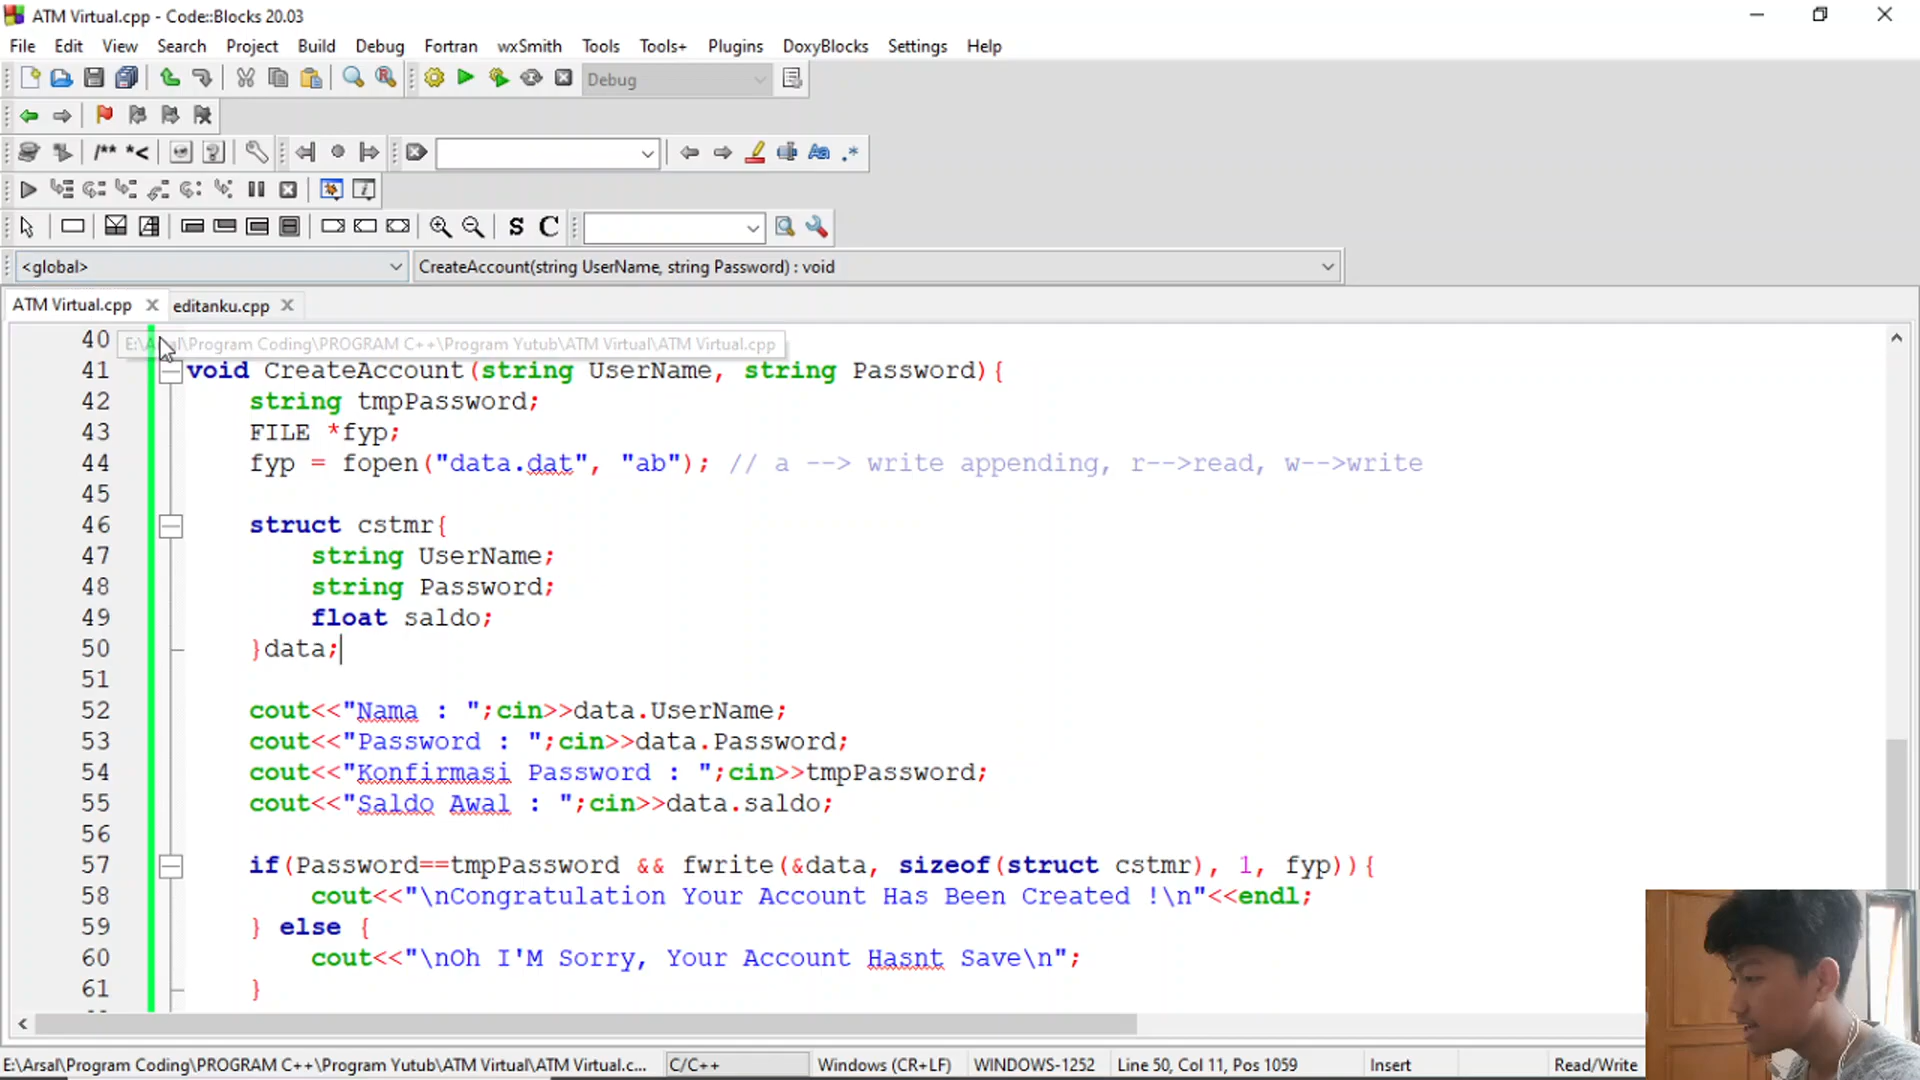 ATM Virtual.cpp - Code::Blocks 20.03
File Edit View Search Project Build Debug Fortran wxSmith Tools Tools+ Plugins DoxyBlocks Settings Help
Debug
/** *<
Aa .*
S C
<global> CreateAccount(string UserName, string Password) : void
ATM Virtual.cpp editanku.cpp
40 E:\Arsal\Program Coding\PROGRAM C++\Program Yutub\ATM Virtual\ATM Virtual.cpp
41 void CreateAccount(string UserName, string Password){
42 string tmpPassword;
43 FILE *fyp;
44 fyp = fopen("data.dat", "ab"); // a --> write appending, r-->read, w-->write
45
46 struct cstmr{
47 string UserName;
48 string Password;
49 float saldo;
50 }data;
51
52 cout<<"Nama : ";cin>>data.UserName;
53 cout<<"Password : ";cin>>data.Password;
54 cout<<"Konfirmasi Password : ";cin>>tmpPassword;
55 cout<<"Saldo Awal : ";cin>>data.saldo;
56
57 if(Password==tmpPassword && fwrite(&data, sizeof(struct cstmr), 1, fyp)){
58 cout<<"\nCongratulation Your Account Has Been Created !\n"<<endl;
59 } else {
60 cout<<"\nOh I'M Sorry, Your Account Hasnt Save\n";
61 }
E:\Arsal\Program Coding\PROGRAM C++\Program Yutub\ATM Virtual\ATM Virtual.c... C/C++ Windows (CR+LF) WINDOWS-1252 Line 50, Col 11, Pos 1059 Insert Read/Write